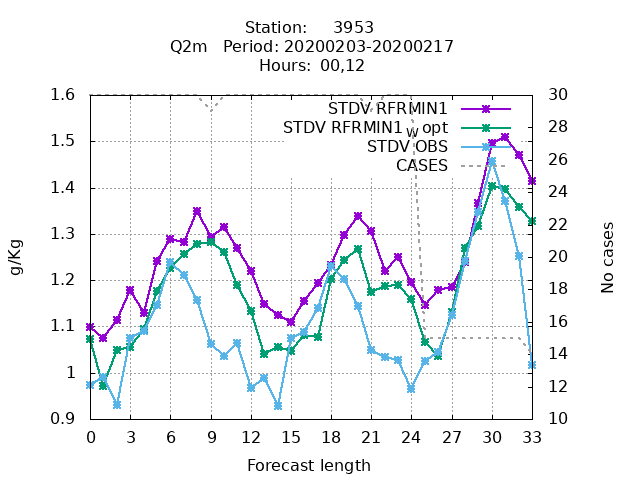 Station: 3953
Q2m Period: 20200203-20200217
Hours: 00,12
STDV RFRMIN1
STDV RFRMIN1_w opt
STDV OBS
CASES
1.6
1.5
1.4
1.3
1.2
1.1
1
0.9
g/Kg
30
28
26
24
22
20
18
16
14
12
10
No cases
0 3 6 9 12 15 18 21 24 27 30 33
Forecast length